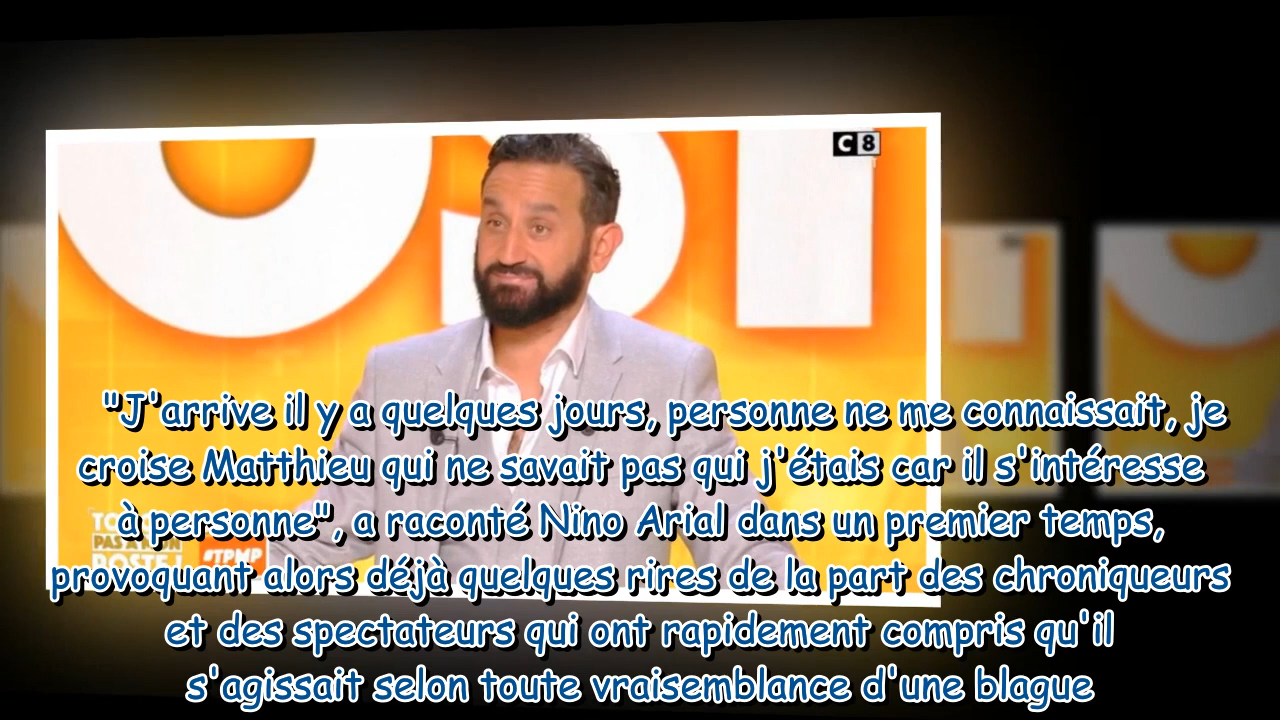 C8
"J'arrive il y a quelques jours, personne ne me connaissait, je
croise Matthieu qui ne savait pas qui j'étais car il s'intéresse
à personne", a raconté Nino Arial dans un premier temps,
provoquant alors déjà quelques rires de la part des chroniqueurs
et des spectateurs qui ont rapidement compris qu'il
s'agissait selon toute vraisemblance d'une blague
#TPMP